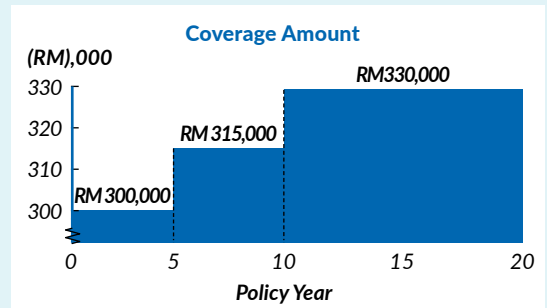 Coverage Amount
(RM),000
RM330,000
330
320
RM 315,000
310
RM 300,000
300
0 5 10 15 20
Policy Year